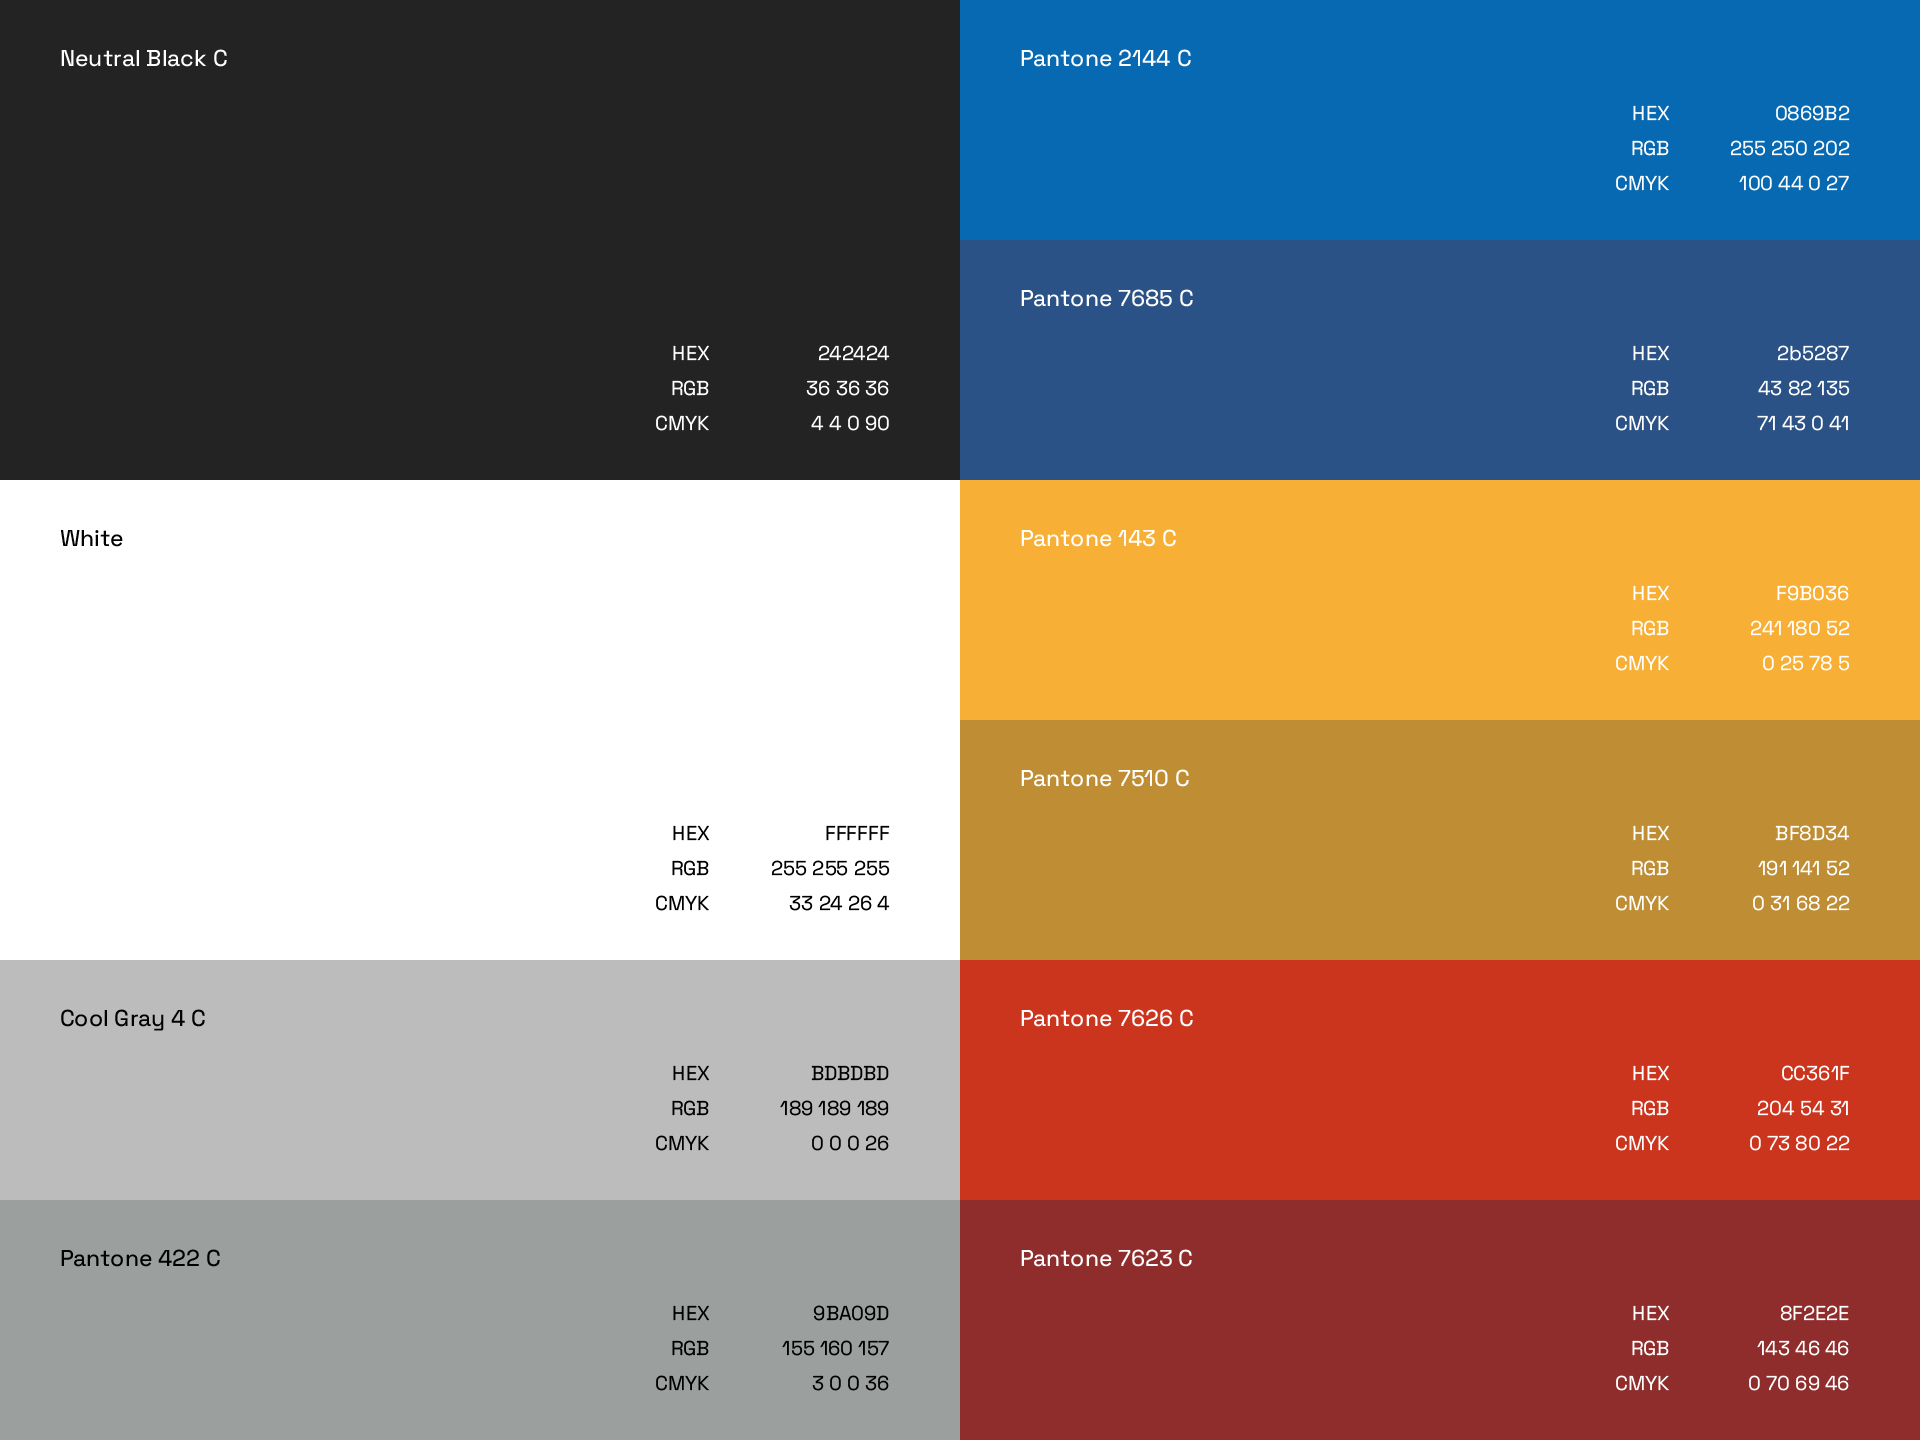 Neutral Black C
HEX 242424
RGB 36 36 36
CMYK 4 4 0 90
White
HEX FFFFFF
RGB 255 255 255
CMYK 33 24 26 4
Cool Gray 4 C
HEX BDBDBD
RGB 189 189 189
CMYK 0 0 0 26
Pantone 422 C
HEX 9BA09D
RGB 155 160 157
CMYK 3 0 0 36
Pantone 2144 C
HEX 0869B2
RGB 255 250 202
CMYK 100 44 0 27
Pantone 7685 C
HEX 2b5287
RGB 43 82 135
CMYK 71 43 0 41
Pantone 143 C
HEX F9B036
RGB 241 180 52
CMYK 0 25 78 5
Pantone 7510 C
HEX BF8D34
RGB 191 141 52
CMYK 0 31 68 22
Pantone 7626 C
HEX CC361F
RGB 204 54 31
CMYK 0 73 80 22
Pantone 7623 C
HEX 8F2E2E
RGB 143 46 46
CMYK 0 70 69 46